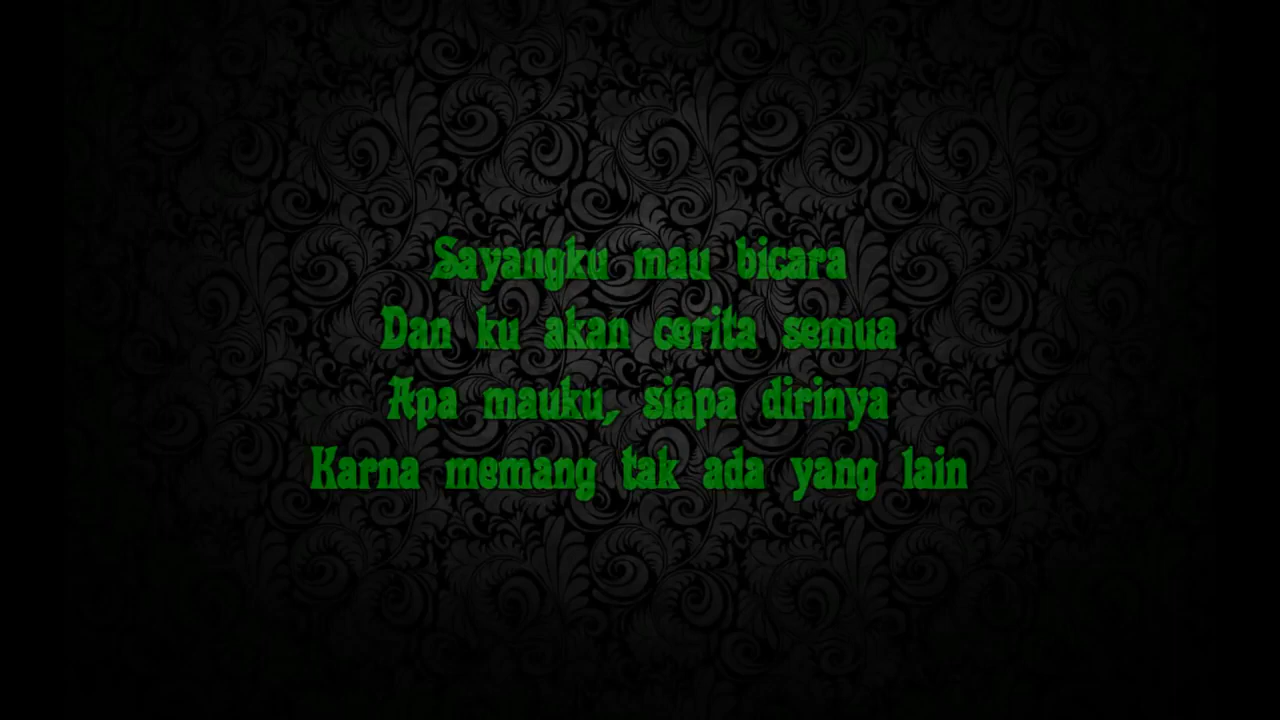 Sayangku mau bicara
Dan ku akan cerita semua
Apa mauku, siapa dirinya
Karna memang tak ada yang lain